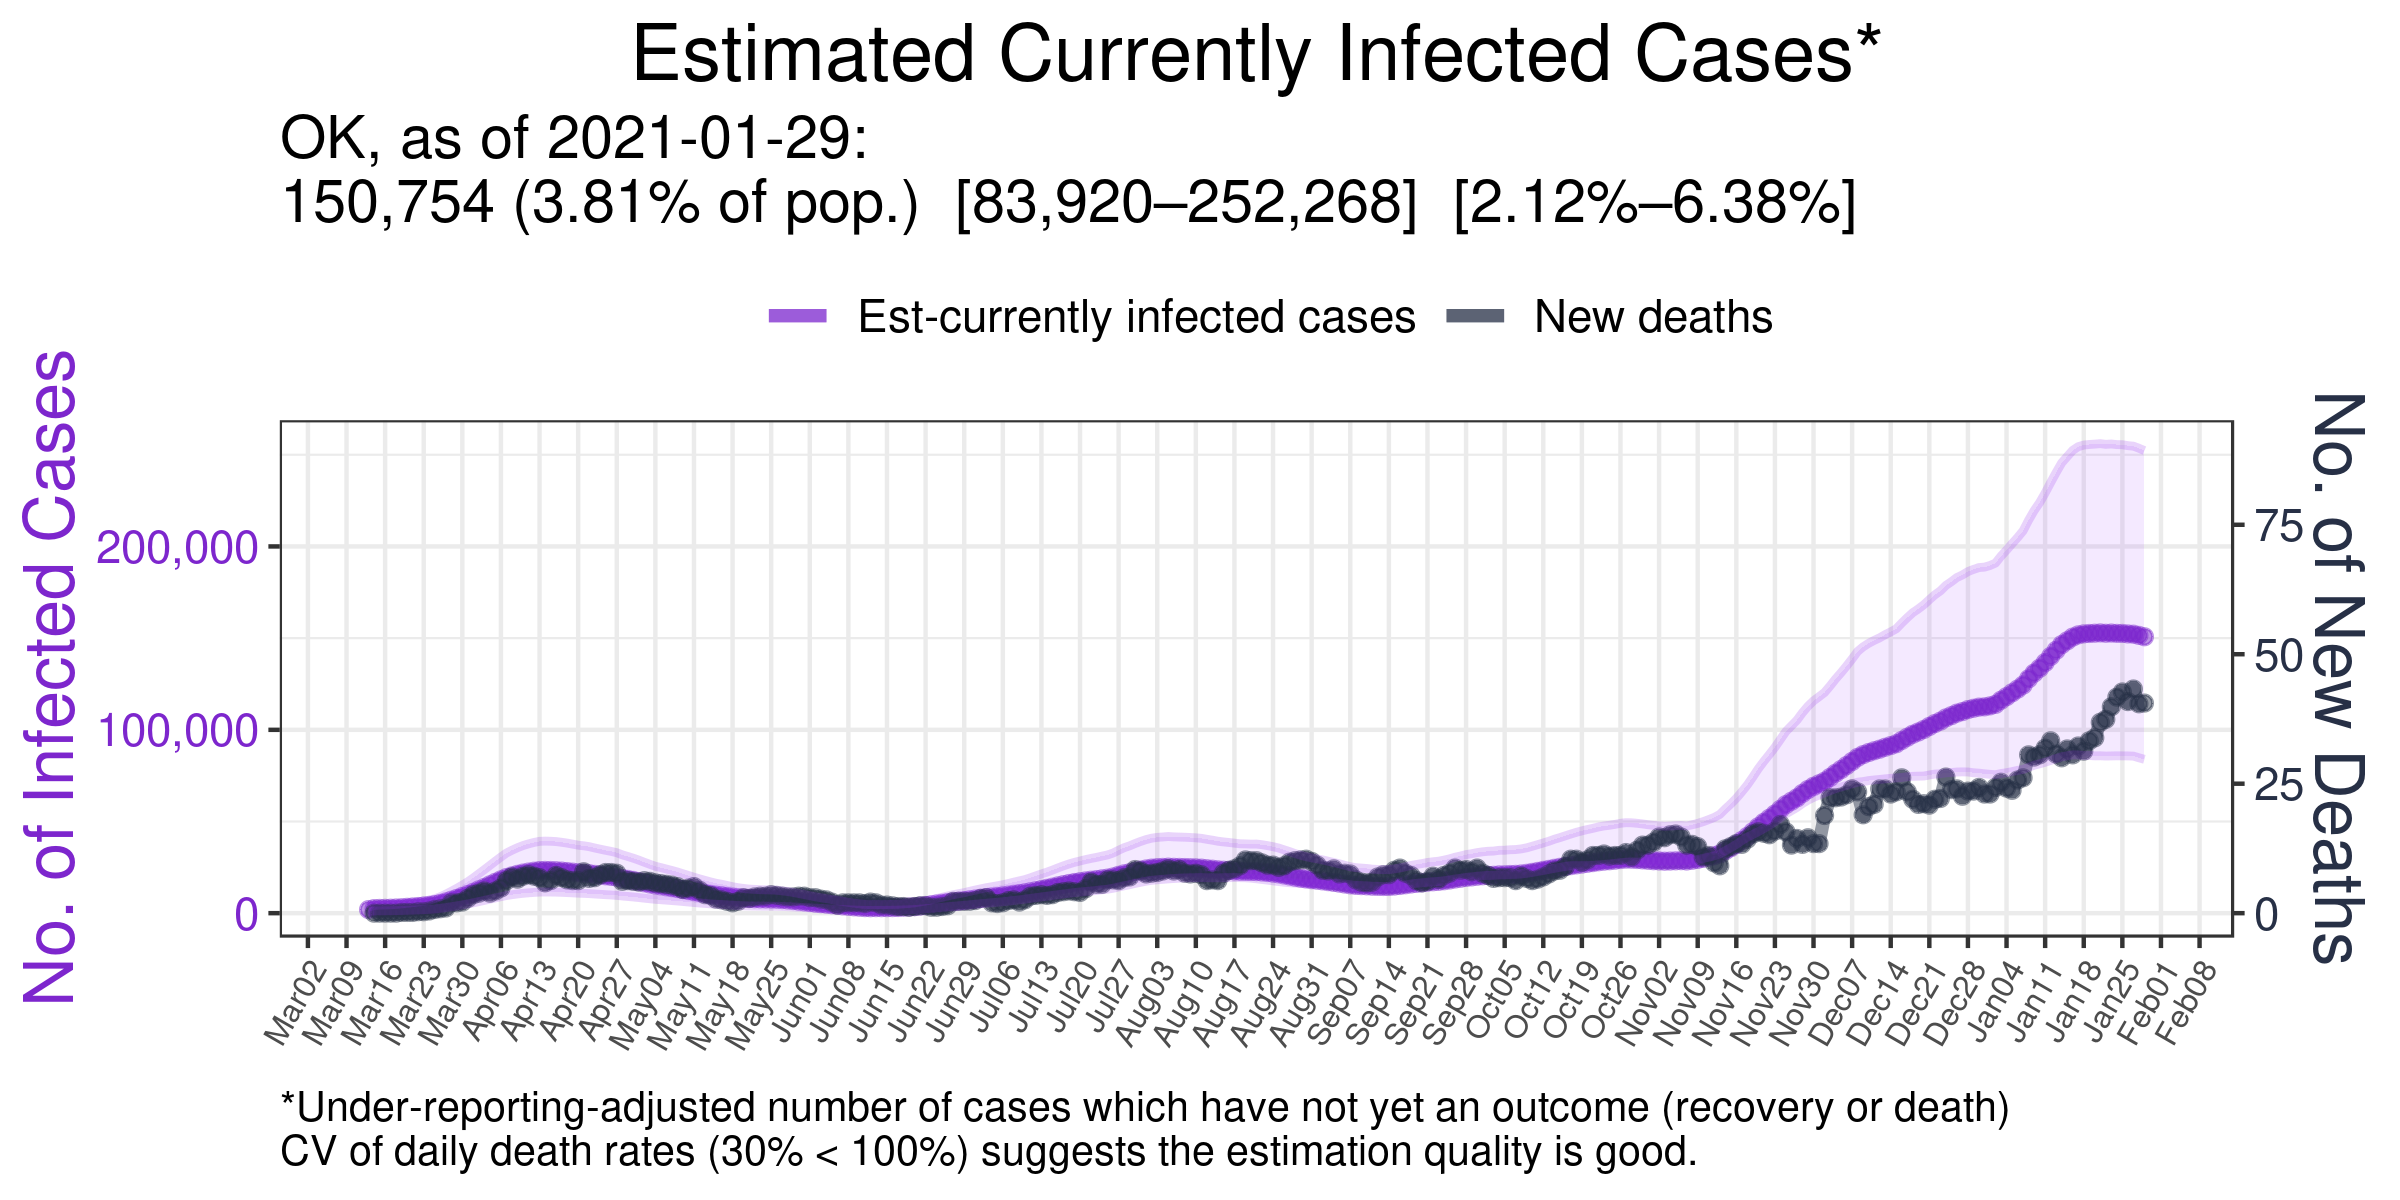 Estimated Currently Infected Cases*
OK, as of 2021-01-29:
150,754 (3.81% of pop.)  [83,920–252,268]  [2.12%–6.38%]
Est-currently infected cases
New deaths
No. of Infected Cases
200,000
100,000
0
No. of New Deaths
75
50
25
0
Mar02
Mar09
Mar16
Mar23
Mar30
Apr06
Apr13
Apr20
Apr27
May04
May11
May18
May25
Jun01
Jun08
Jun15
Jun22
Jun29
Jul06
Jul13
Jul20
Jul27
Aug03
Aug10
Aug17
Aug24
Aug31
Sep07
Sep14
Sep21
Sep28
Oct05
Oct12
Oct19
Oct26
Nov02
Nov09
Nov16
Nov23
Nov30
Dec07
Dec14
Dec21
Dec28
Jan04
Jan11
Jan18
Jan25
Feb01
Feb08
*Under-reporting-adjusted number of cases which have not yet an outcome (recovery or death)
CV of daily death rates (30% < 100%) suggests the estimation quality is good.